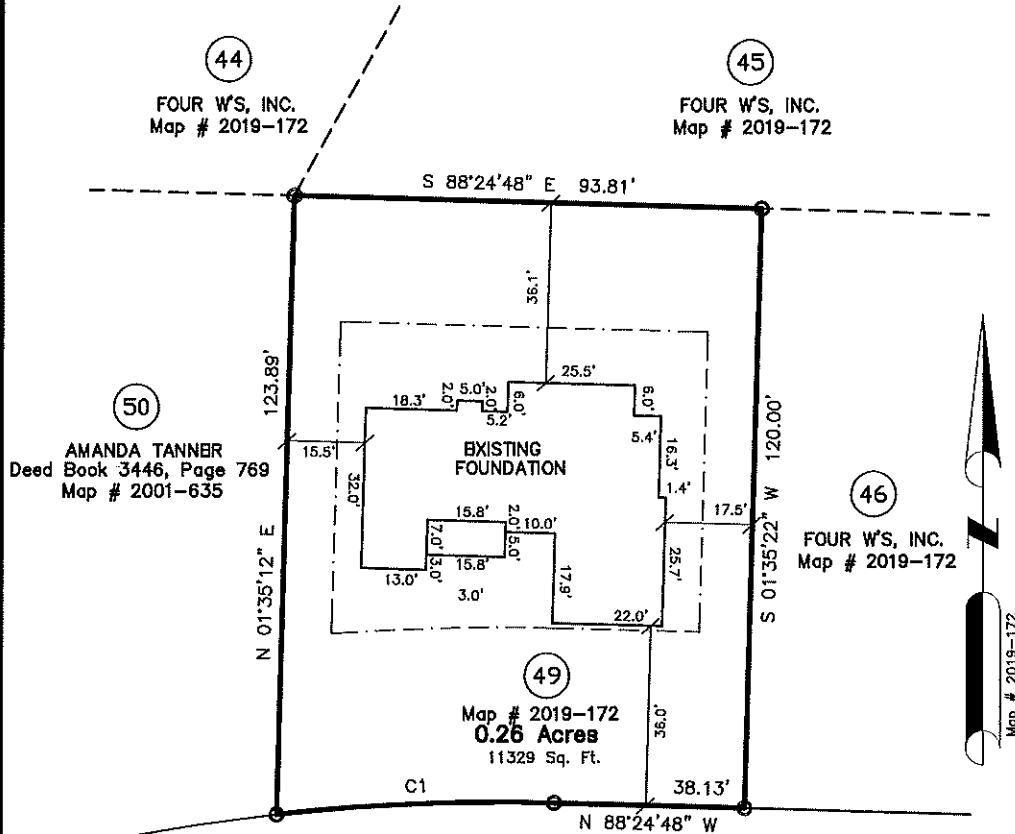 44
FOUR W'S, INC.
Map # 2019-172
45
FOUR W'S, INC.
Map # 2019-172
S 88°24'48" E 93.81'
36.1'
25.5'
6.0'
6.0'
2.0'
5.0'
2.0'
5.2'
18.3'
5.4'
16.3'
1.4'
123.89'
N 01°35'12" E
50
AMANDA TANNER
Deed Book 3446, Page 769
Map # 2001-635
15.5'
32.0'
EXISTING
FOUNDATION
15.8'
2.0'
10.0'
7.0'
5.0'
15.8'
3.0'
13.0'
3.0'
17.9'
22.0'
25.7'
17.5'
S 01°35'22" W 120.00'
46
FOUR W'S, INC.
Map # 2019-172
49
Map # 2019-172
0.26 Acres
11329 Sq. Ft.
36.0'
C1
38.13'
N 88°24'48" W
Map # 2019-172